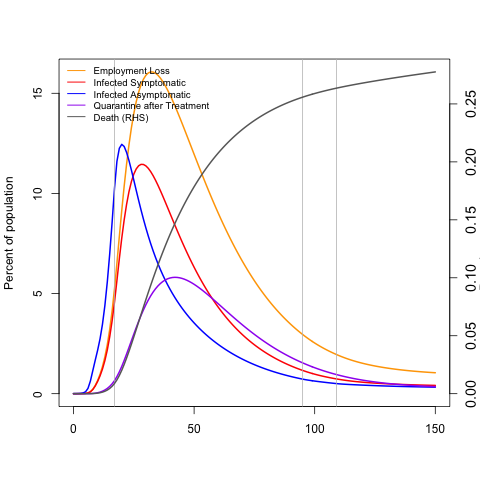 Employment Loss
Infected Symptomatic
Infected Asymptomatic
Quarantine after Treatment
Death (RHS)
Percent of population
15
10
5
0
0.25
0.20
0.15
0.10
0.05
0.00
0 50 100 150